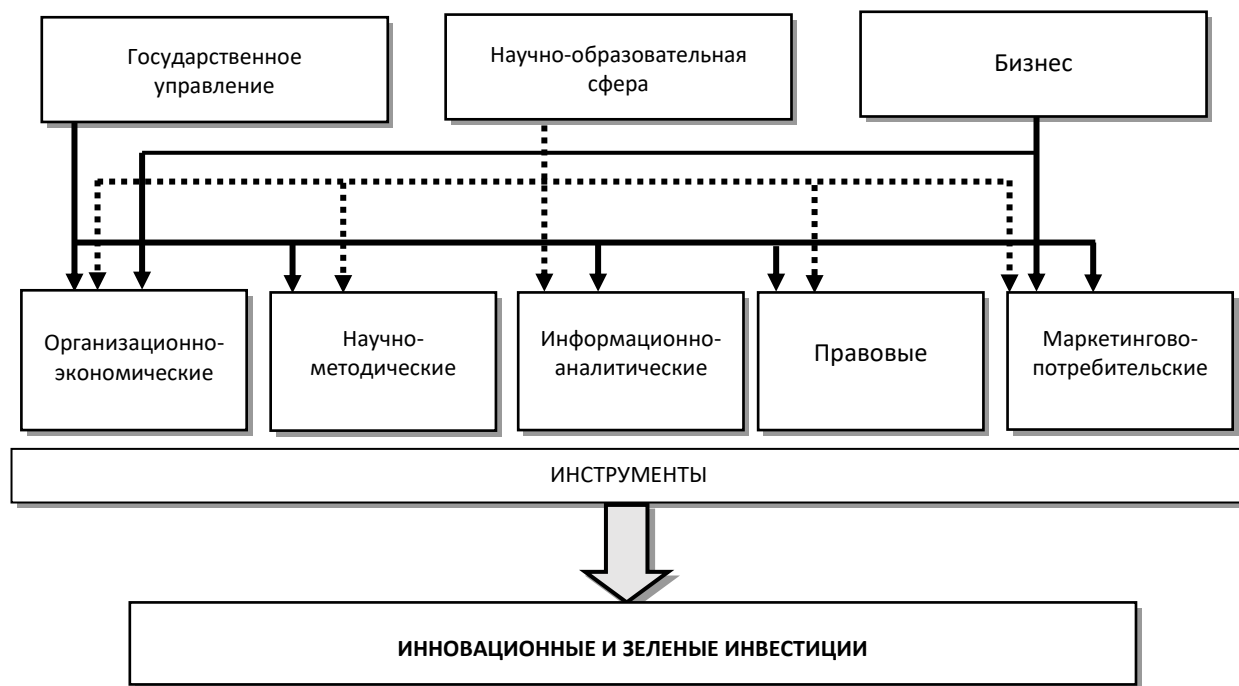 Государственное
управление
Научно-образовательная
сфера
Бизнес
Организационно-
экономические
Научно-
методические
Информационно-
аналитические
Правовые
Маркетингово-
потребительские
ИНСТРУМЕНТЫ
ИННОВАЦИОННЫЕ И ЗЕЛЕНЫЕ ИНВЕСТИЦИИ